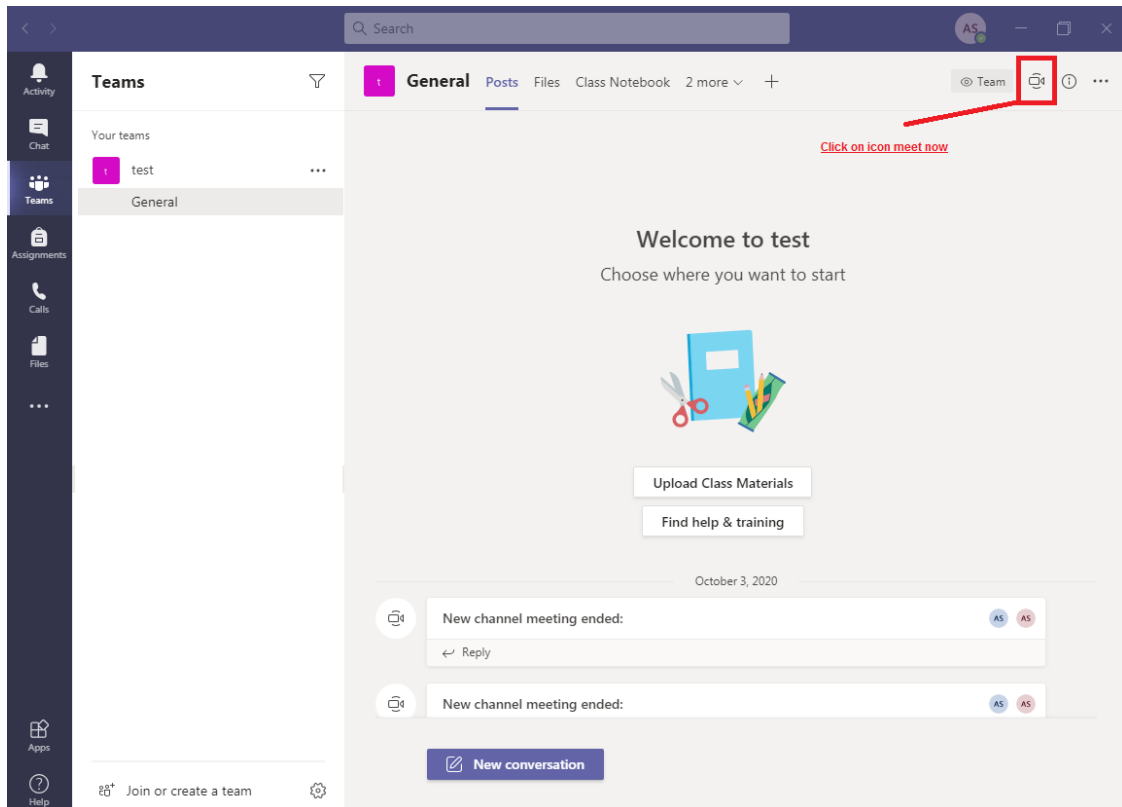 Search
AS
Activity
Chat
Teams
Assignments
Calls
Files
Apps
Help
Teams
Your teams
t test
General
Join or create a team
t General Posts Files Class Notebook 2 more
Team
Click on icon meet now
Welcome to test
Choose where you want to start
Upload Class Materials
Find help & training
October 3, 2020
New channel meeting ended: AS AS
Reply
New channel meeting ended: AS AS
New conversation